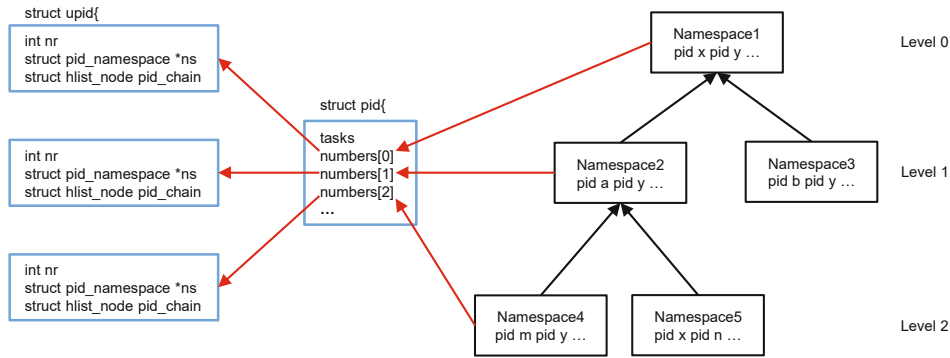 struct upid{
int nr
struct pid_namespace *ns
struct hlist_node pid_chain
int nr
struct pid_namespace *ns
struct hlist_node pid_chain
int nr
struct pid_namespace *ns
struct hlist_node pid_chain
struct pid{
tasks
numbers[0]
numbers[1]
numbers[2]
...
Namespace1
pid x pid y ...
Level 0
Namespace2
pid a pid y ...
Namespace3
pid b pid y ...
Level 1
Namespace4
pid m pid y ...
Namespace5
pid x pid n ...
Level 2